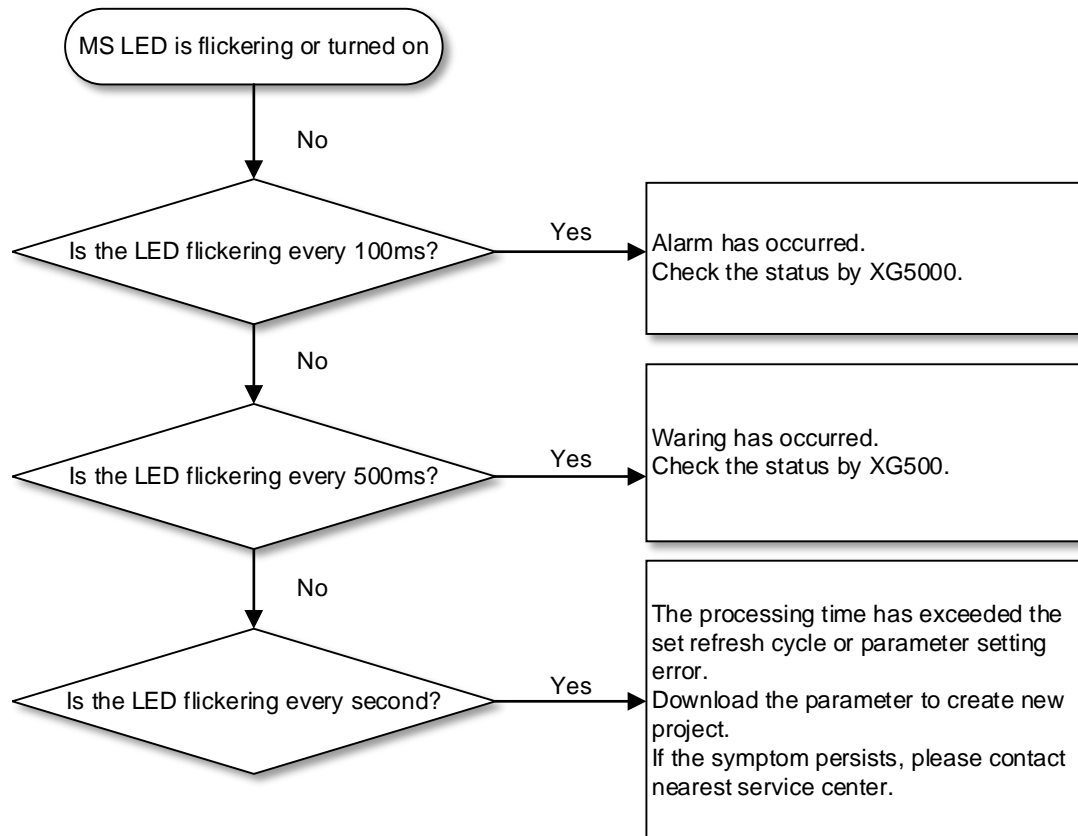 MS LED is flickering or turned on
No
Is the LED flickering every 100ms?
Yes
Alarm has occurred.
Check the status by XG5000.
No
Is the LED flickering every 500ms?
Yes
Waring has occurred.
Check the status by XG500.
No
Is the LED flickering every second?
Yes
The processing time has exceeded the
set refresh cycle or parameter setting
error.
Download the parameter to create new
project.
If the symptom persists, please contact
nearest service center.